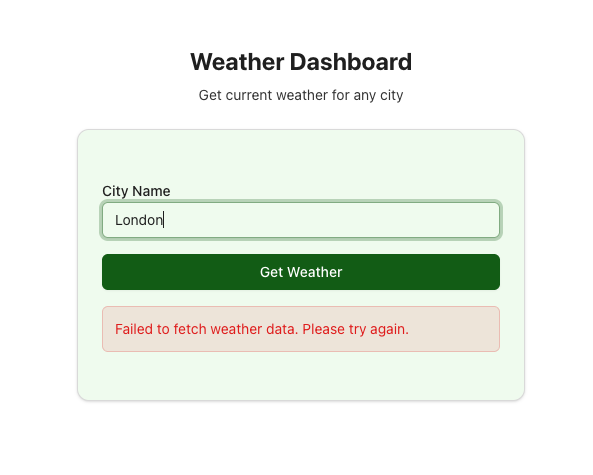 Weather Dashboard
Get current weather for any city
City Name
London
Get Weather
Failed to fetch weather data. Please try again.